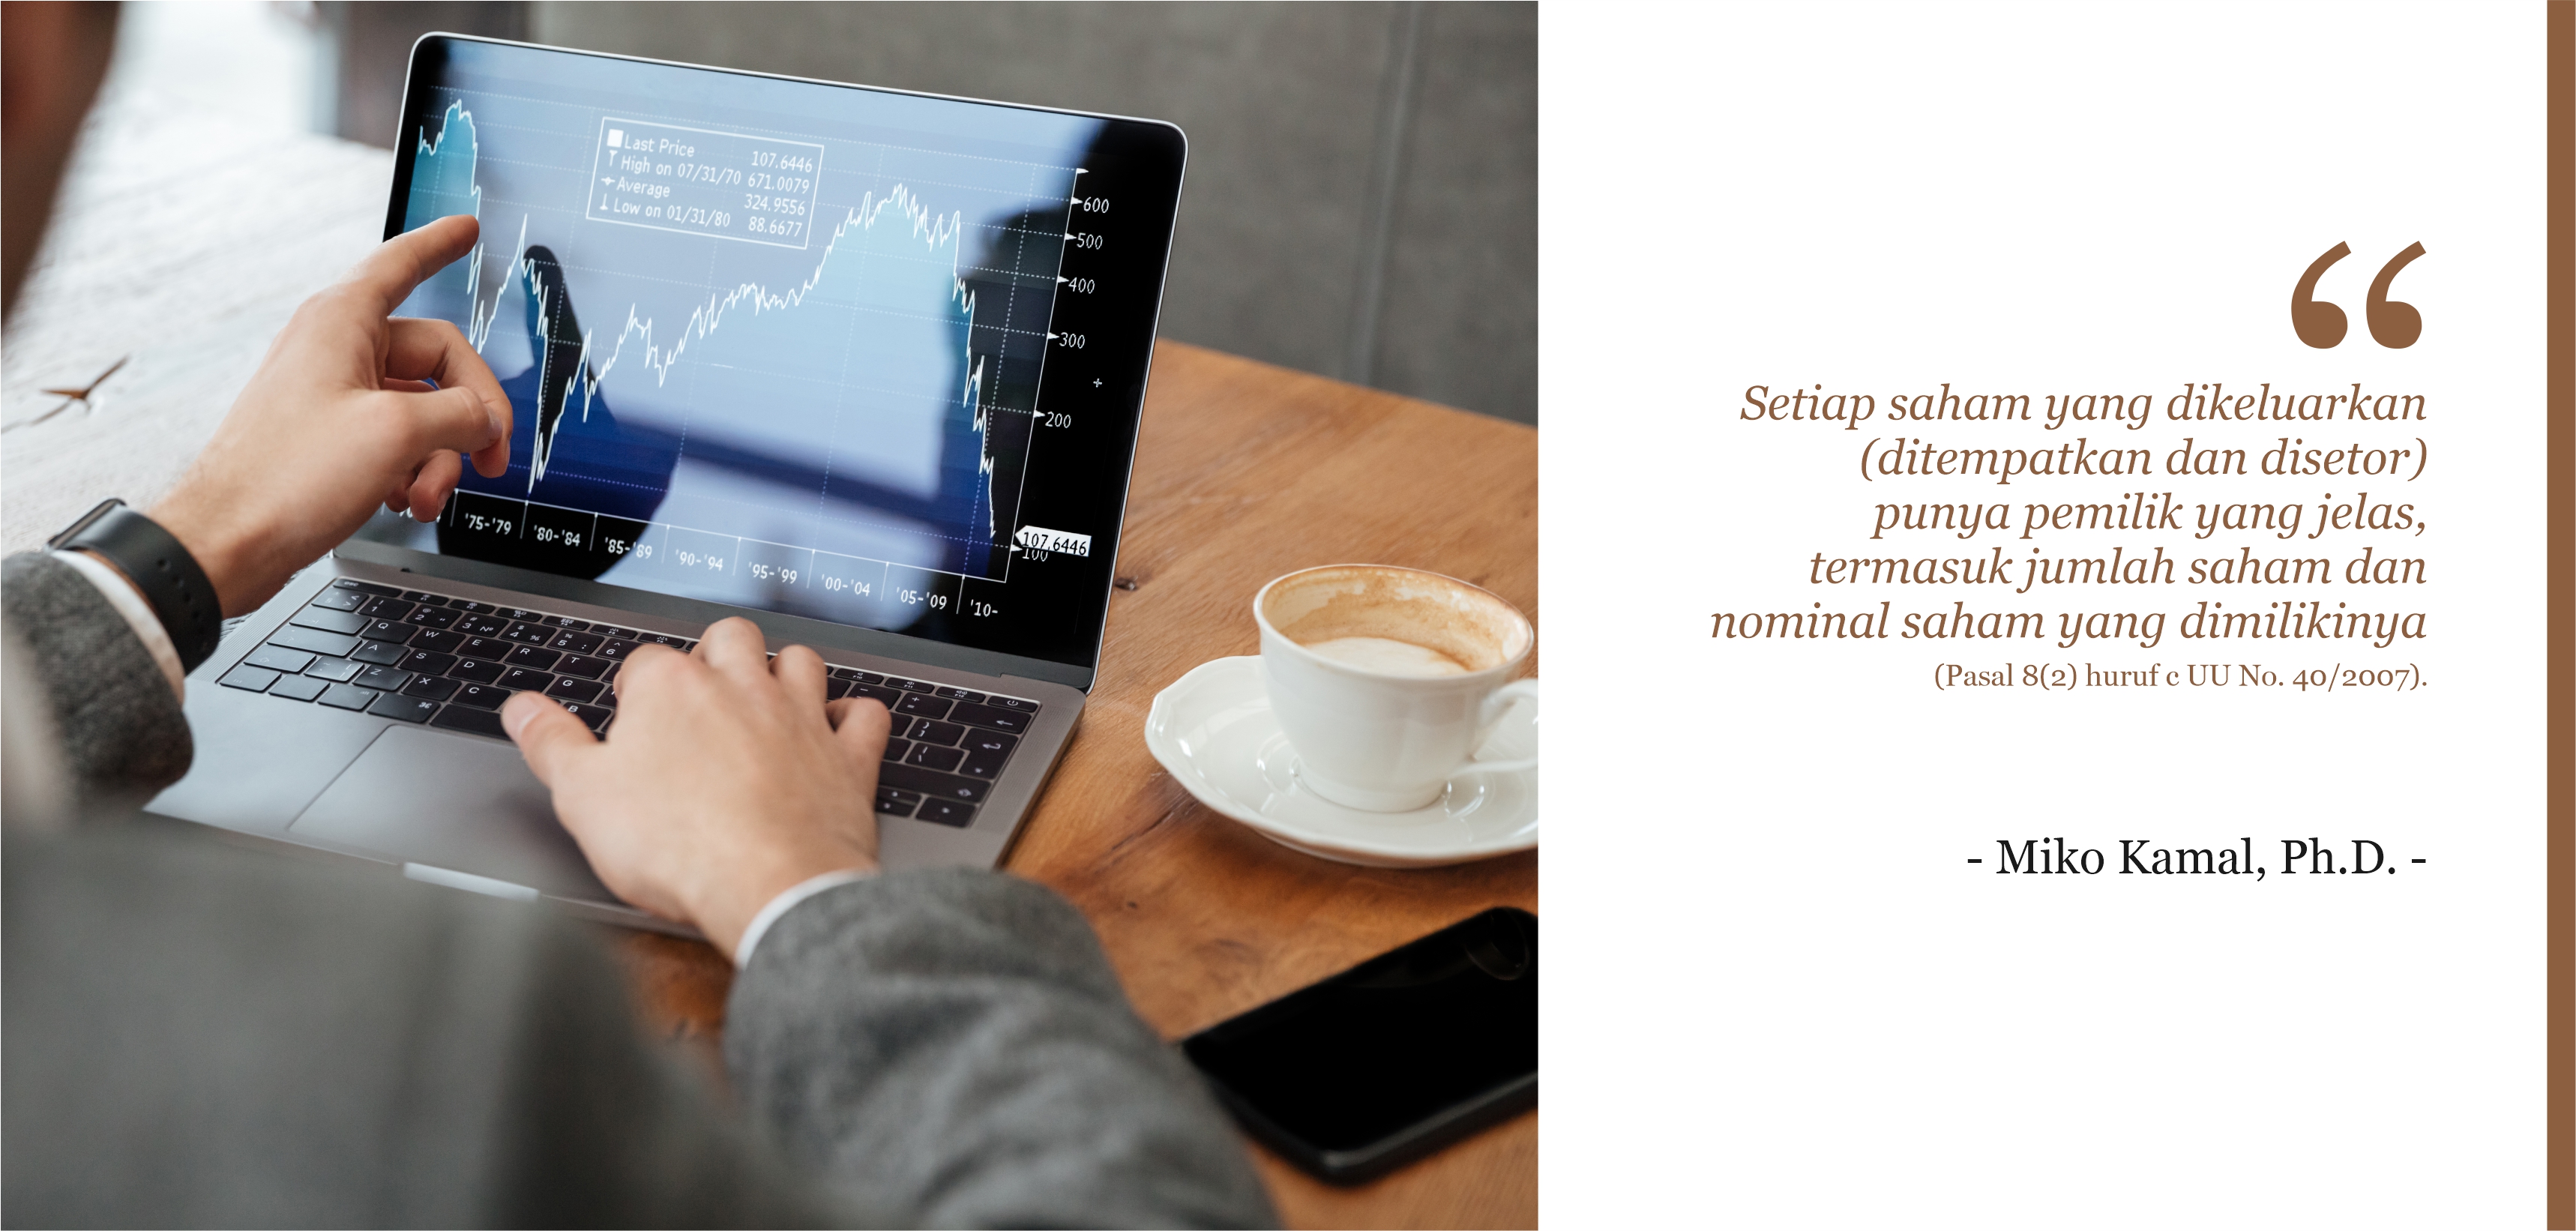 Last Price 107.6446
High on 07/31/70 671.0079
Average 324.9556
Low on 01/31/80 88.6677
600
500
400
300
200
107.6446
100
'75-'79 '80-'84 '85-'89 '90-'94 '95-'99 '00-'04 '05-'09 '10-
Q W E R T
A S D F G
Z X C B
“
Setiap saham yang dikeluarkan
(ditempatkan dan disetor)
punya pemilik yang jelas,
termasuk jumlah saham dan
nominal saham yang dimilikinya
(Pasal 8(2) huruf c UU No. 40/2007).
- Miko Kamal, Ph.D. -